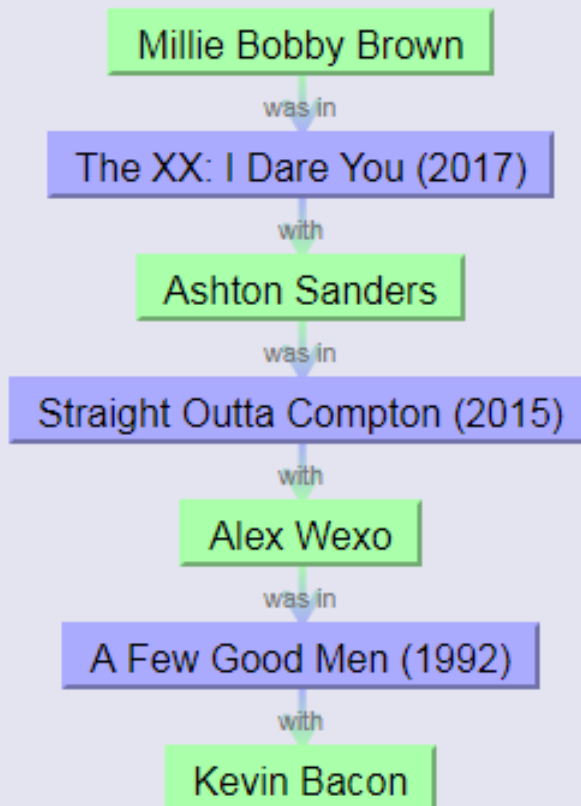 Millie Bobby Brown
was in
The XX: I Dare You (2017)
with
Ashton Sanders
was in
Straight Outta Compton (2015)
with
Alex Wexo
was in
A Few Good Men (1992)
with
Kevin Bacon